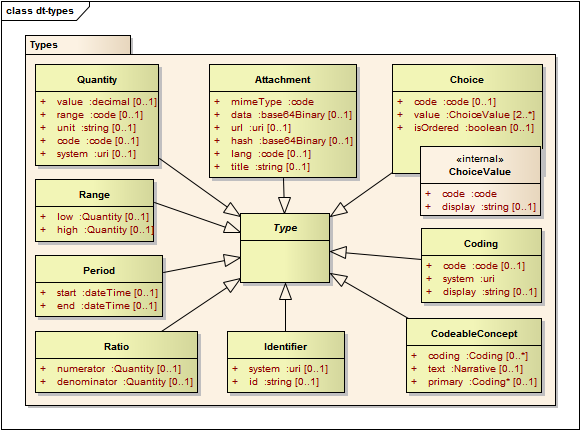 class dt-types
Types
Quantity
+ value :decimal [0..1]
+ range :code [0..1]
+ unit :string [0..1]
+ code :code [0..1]
+ system :uri [0..1]
Attachment
+ mimeType :code
+ data :base64Binary [0..1]
+ url :uri [0..1]
+ hash :base64Binary [0..1]
+ lang :code [0..1]
+ title :string [0..1]
Choice
+ code :code [0..1]
+ value :ChoiceValue [2..*]
+ isOrdered :boolean [0..1]
«internal»
ChoiceValue
+ code :code
+ display :string [0..1]
Range
+ low :Quantity [0..1]
+ high :Quantity [0..1]
Type
Coding
+ code :code [0..1]
+ system :uri
+ display :string [0..1]
Period
+ start :dateTime [0..1]
+ end :dateTime [0..1]
Ratio
+ numerator :Quantity [0..1]
+ denominator :Quantity [0..1]
Identifier
+ system :uri [0..1]
+ id :string [0..1]
CodeableConcept
+ coding :Coding [0..*]
+ text :Narrative [0..1]
+ primary :Coding* [0..1]